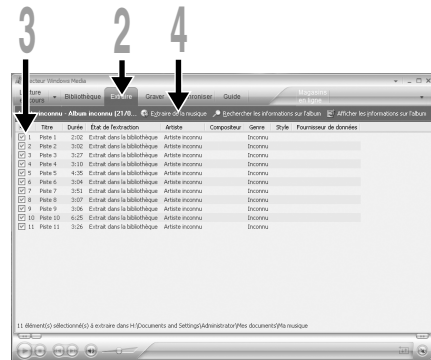 3 2 4
Lecteur Windows Media
Bibliothèque Extraire Graver Guide Magasins
en ligne
inconnu - Album inconnu (21/0... Extraire de la musique Rechercher les informations sur l'album Afficher les informations sur l'album
Titre Durée État de l'extraction Artiste Compositeur Genre Style Fournisseur de données
1 Piste 1 2:02 Extrait dans la bibliothèque Artiste inconnu Inconnu
2 Piste 2 3:02 Extrait dans la bibliothèque Artiste inconnu Inconnu
3 Piste 3 3:27 Extrait dans la bibliothèque Artiste inconnu Inconnu
4 Piste 4 3:10 Extrait dans la bibliothèque Artiste inconnu Inconnu
5 Piste 5 4:35 Extrait dans la bibliothèque Artiste inconnu Inconnu
6 Piste 6 3:04 Extrait dans la bibliothèque Artiste inconnu Inconnu
7 Piste 7 3:51 Extrait dans la bibliothèque Artiste inconnu Inconnu
8 Piste 8 3:07 Extrait dans la bibliothèque Artiste inconnu Inconnu
9 Piste 9 3:06 Extrait dans la bibliothèque Artiste inconnu Inconnu
10 Piste 10 6:25 Extrait dans la bibliothèque Artiste inconnu Inconnu
11 Piste 11 3:26 Extrait dans la bibliothèque Artiste inconnu Inconnu
11 élément(s) sélectionné(s) à extraire dans H:\Documents and Settings\Administrator\Mes documents\Ma musique